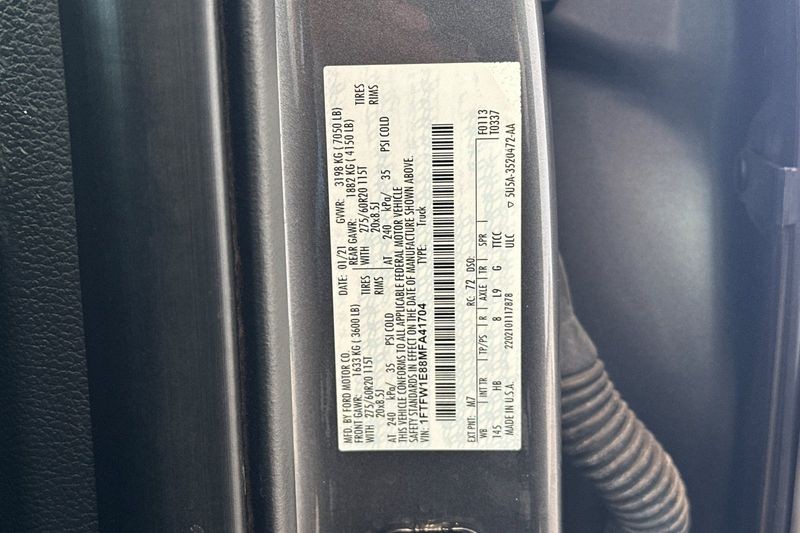 MFD. BY FORD MOTOR CO.
DATE: 01/21 GVWR: 3198 KG ( 7050 LB)
FRONT GAWR: 1633 KG ( 3600 LB) REAR GAWR: 1882 KG ( 4150 LB)
WITH 275/60R20 115T TIRES WITH 275/60R20 115T TIRES
20x8.5J RIMS 20x8.5J RIMS
AT 240 kPa/ 35 PSI COLD AT 240 kPa/ 35 PSI COLD
THIS VEHICLE CONFORMS TO ALL APPLICABLE FEDERAL MOTOR VEHICLE
SAFETY STANDARDS IN EFFECT ON THE DATE OF MANUFACTURE SHOWN ABOVE.
VIN: 1FTFW1E88MFA41704 TYPE: Truck
F0113
EXT PNT: M7 RC: 72 DSO: T0337
WB INT TR TP/PS R AXLE TR SPR
145 HB 8 L9 G TTCC
MADE IN U.S.A. 2202101117878 ULC ▽ 5U5A-3520472-AA